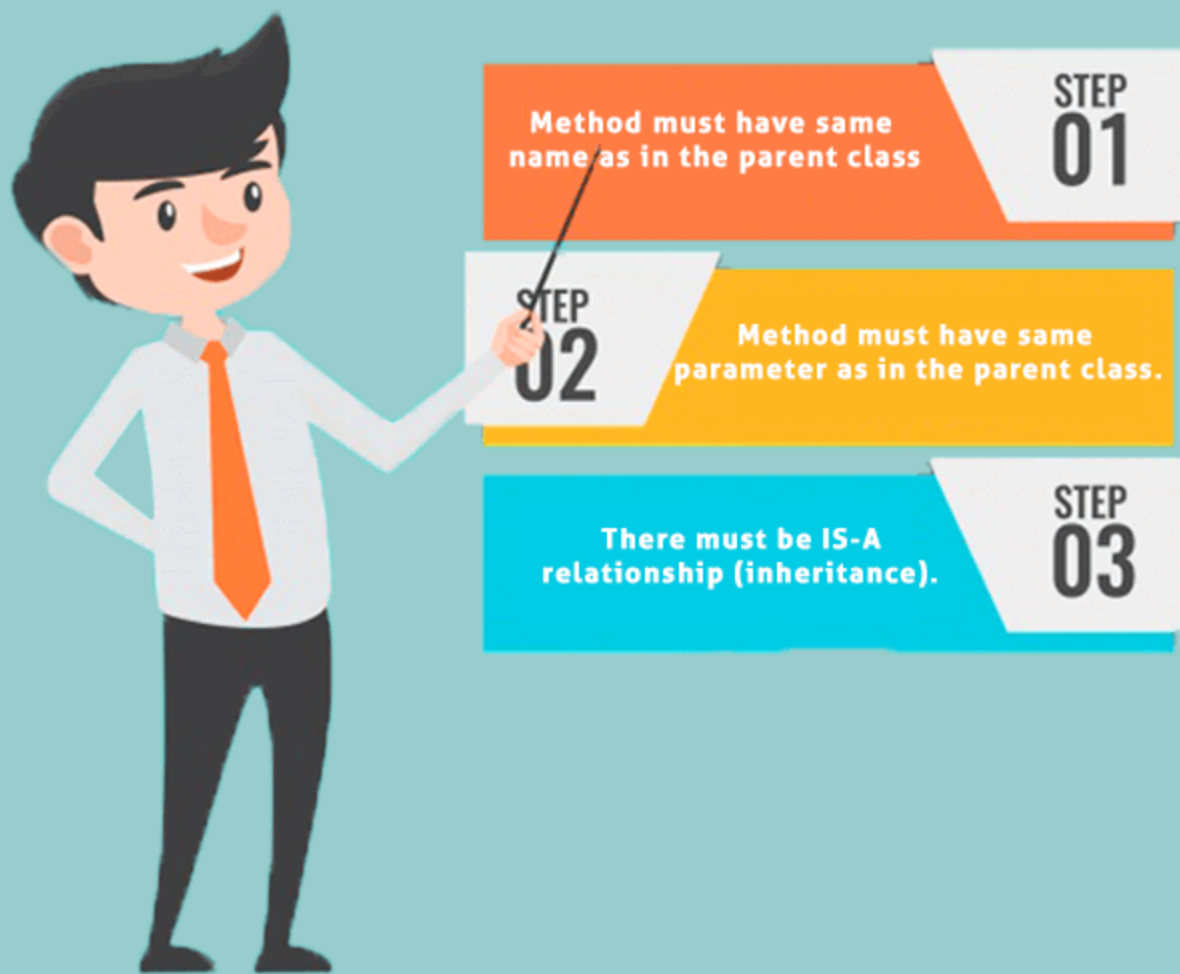 Method must have same
name as in the parent class
STEP
01
STEP
02
Method must have same
parameter as in the parent class.
There must be IS-A
relationship (inheritance).
STEP
03